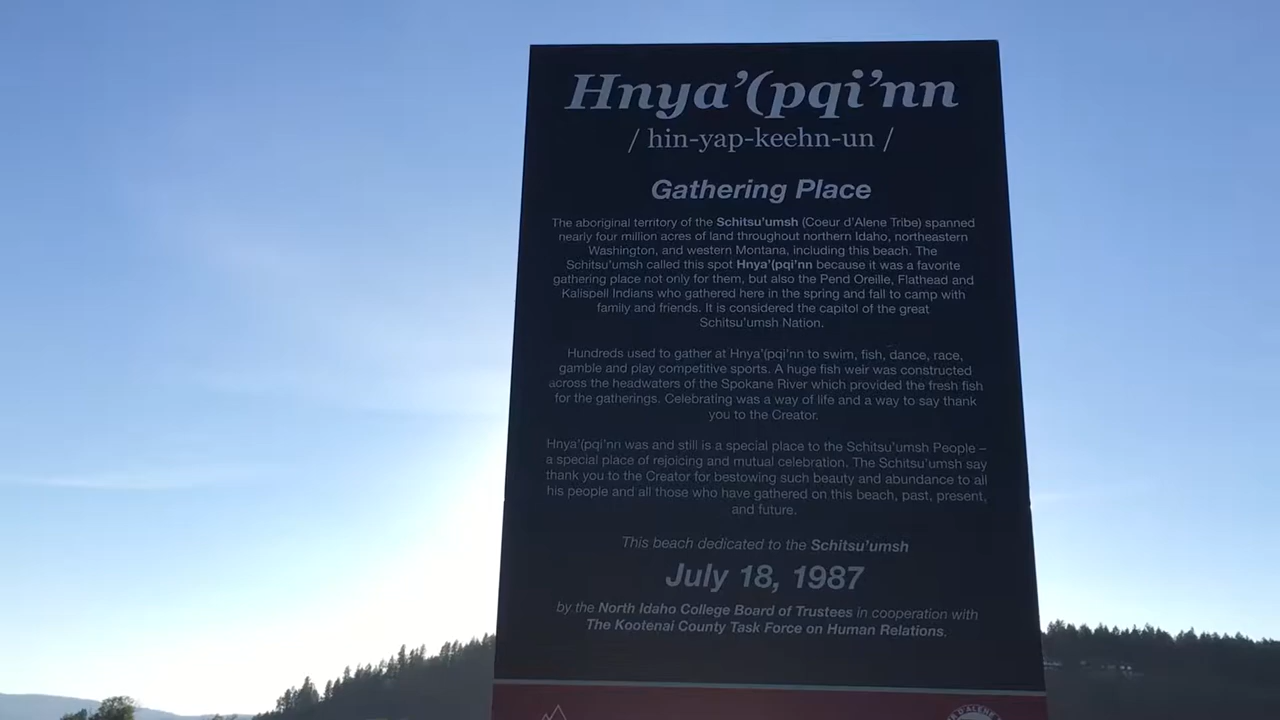 Hnya’(pqi’nn
/ hin-yap-keehn-un /
Gathering Place
The aboriginal territory of the Schitsu’umsh (Coeur d’Alene Tribe) spanned
nearly four million acres of land throughout northern Idaho, northeastern
Washington, and western Montana, including this beach. The
Schitsu’umsh called this spot Hnya’(pqi’nn because it was a favorite
gathering place not only for them, but also the Pend Oreille, Flathead and
Kalispell Indians who gathered here in the spring and fall to camp with
family and friends. It is considered the capitol of the great
Schitsu’umsh Nation.
Hundreds used to gather at Hnya’(pqi’nn to swim, fish, dance, race,
gamble and play competitive sports. A huge fish weir was constructed
across the headwaters of the Spokane River which provided the fresh fish
for the gatherings. Celebrating was a way of life and a way to say thank
you to the Creator.
Hnya’(pqi’nn was and still is a special place to the Schitsu’umsh People –
a special place of rejoicing and mutual celebration. The Schitsu’umsh say
thank you to the Creator for bestowing such beauty and abundance to all
his people and all those who have gathered on this beach, past, present,
and future.
This beach dedicated to the Schitsu’umsh
July 18, 1987
by the North Idaho College Board of Trustees in cooperation with
The Kootenai County Task Force on Human Relations.
D’ALENE